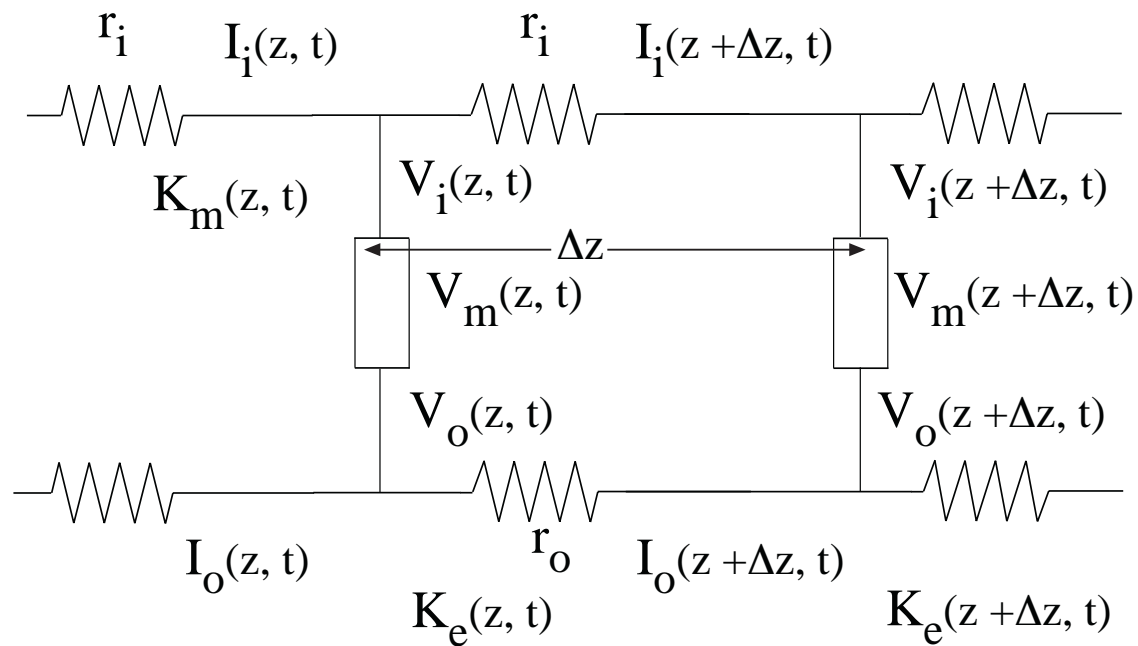 r_i I_i(z, t) r_i I_i(z +Δz, t)
K_m(z, t) V_i(z, t) V_i(z +Δz, t)
Δz
V_m(z, t) V_m(z +Δz, t)
V_o(z, t) V_o(z +Δz, t)
I_o(z, t) r_o I_o(z +Δz, t)
K_e(z, t) K_e(z +Δz, t)